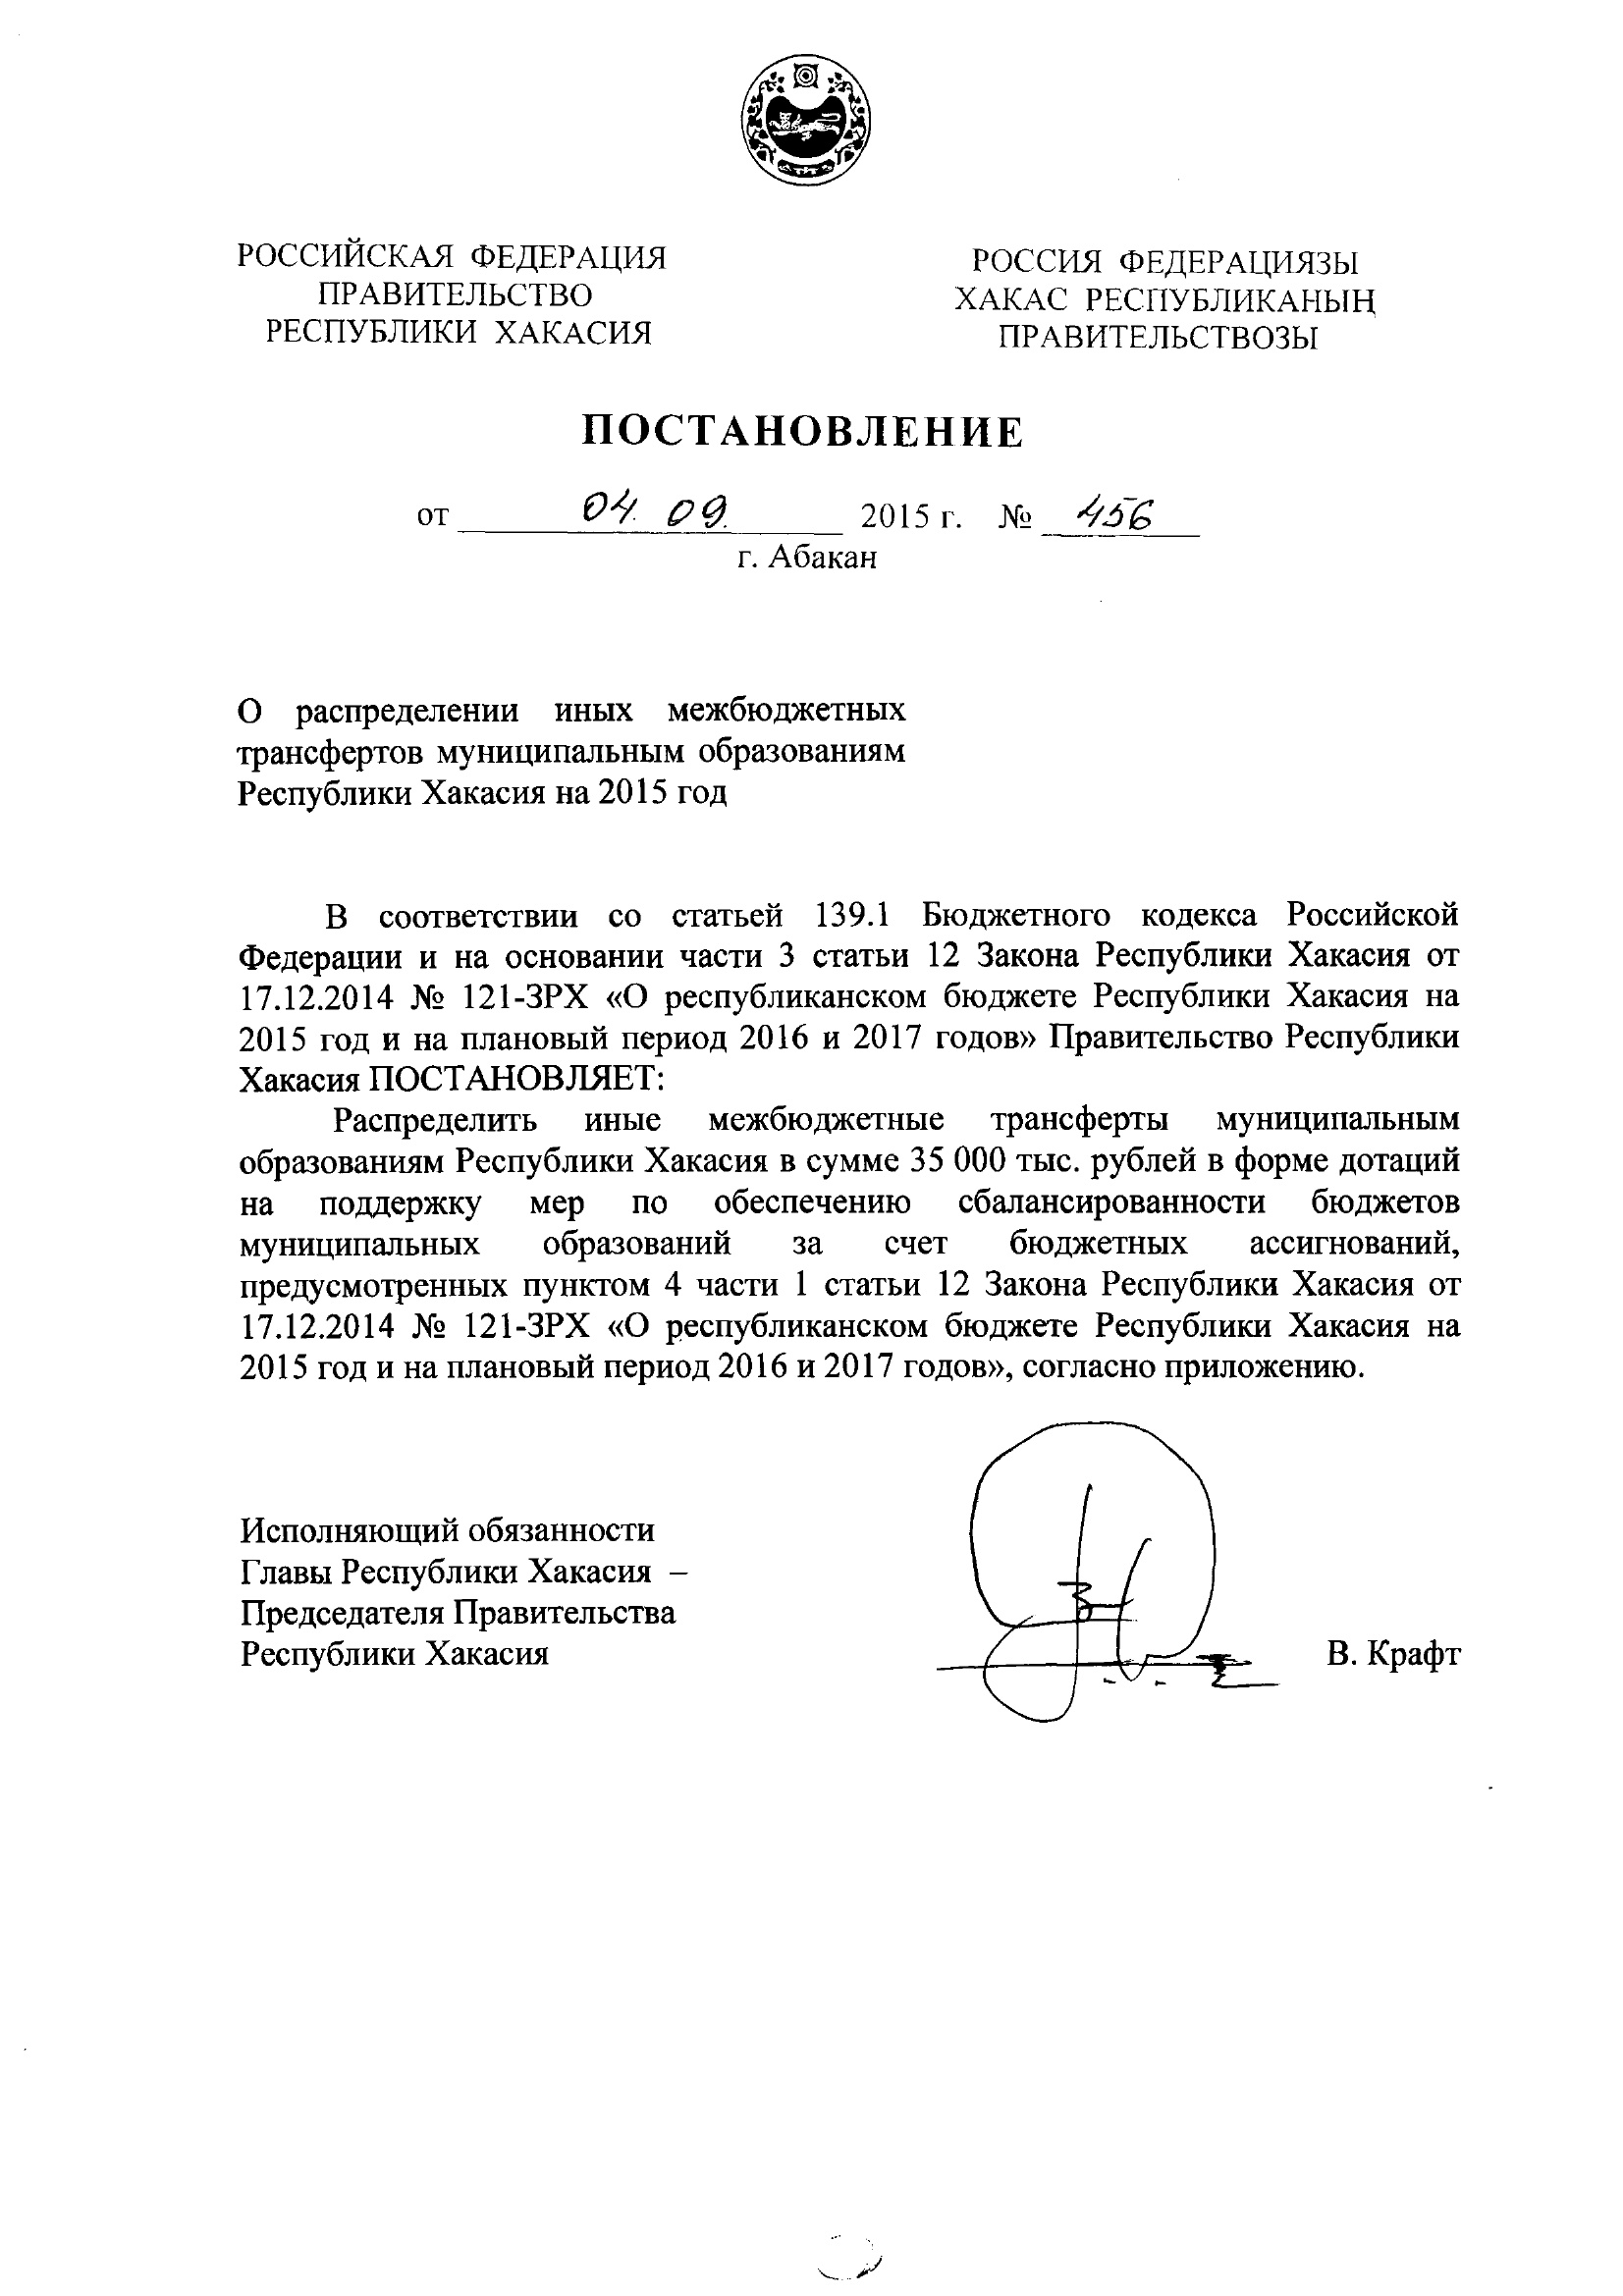 РОССИЙСКАЯ ФЕДЕРАЦИЯ
ПРАВИТЕЛЬСТВО
РЕСПУБЛИКИ ХАКАСИЯ
РОССИЯ ФЕДЕРАЦИЯЗЫ
ХАКАС РЕСПУБЛИКАНЫҢ
ПРАВИТЕЛЬСТВОЗЫ
ПОСТАНОВЛЕНИЕ
от 04. 09. 2015 г. № 456
г. Абакан
О распределении иных межбюджетных
трансфертов муниципальным образованиям
Республики Хакасия на 2015 год
В соответствии со статьей 139.1 Бюджетного кодекса Российской
Федерации и на основании части 3 статьи 12 Закона Республики Хакасия от
17.12.2014 № 121-ЗРХ «О республиканском бюджете Республики Хакасия на
2015 год и на плановый период 2016 и 2017 годов» Правительство Республики
Хакасия ПОСТАНОВЛЯЕТ:
Распределить иные межбюджетные трансферты муниципальным
образованиям Республики Хакасия в сумме 35 000 тыс. рублей в форме дотаций
на поддержку мер по обеспечению сбалансированности бюджетов
муниципальных образований за счет бюджетных ассигнований,
предусмотренных пунктом 4 части 1 статьи 12 Закона Республики Хакасия от
17.12.2014 № 121-ЗРХ «О республиканском бюджете Республики Хакасия на
2015 год и на плановый период 2016 и 2017 годов», согласно приложению.
Исполняющий обязанности
Главы Республики Хакасия –
Председателя Правительства
Республики Хакасия
В. Крафт